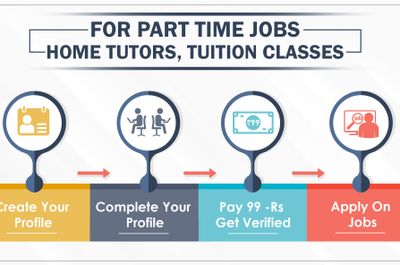 FOR PART TIME JOBS
HOME TUTORS, TUITION CLASSES
₹99
JOB
Create Your
Profile
Complete Your
Profile
Pay 99 -Rs
Get Verified
Apply On
Jobs